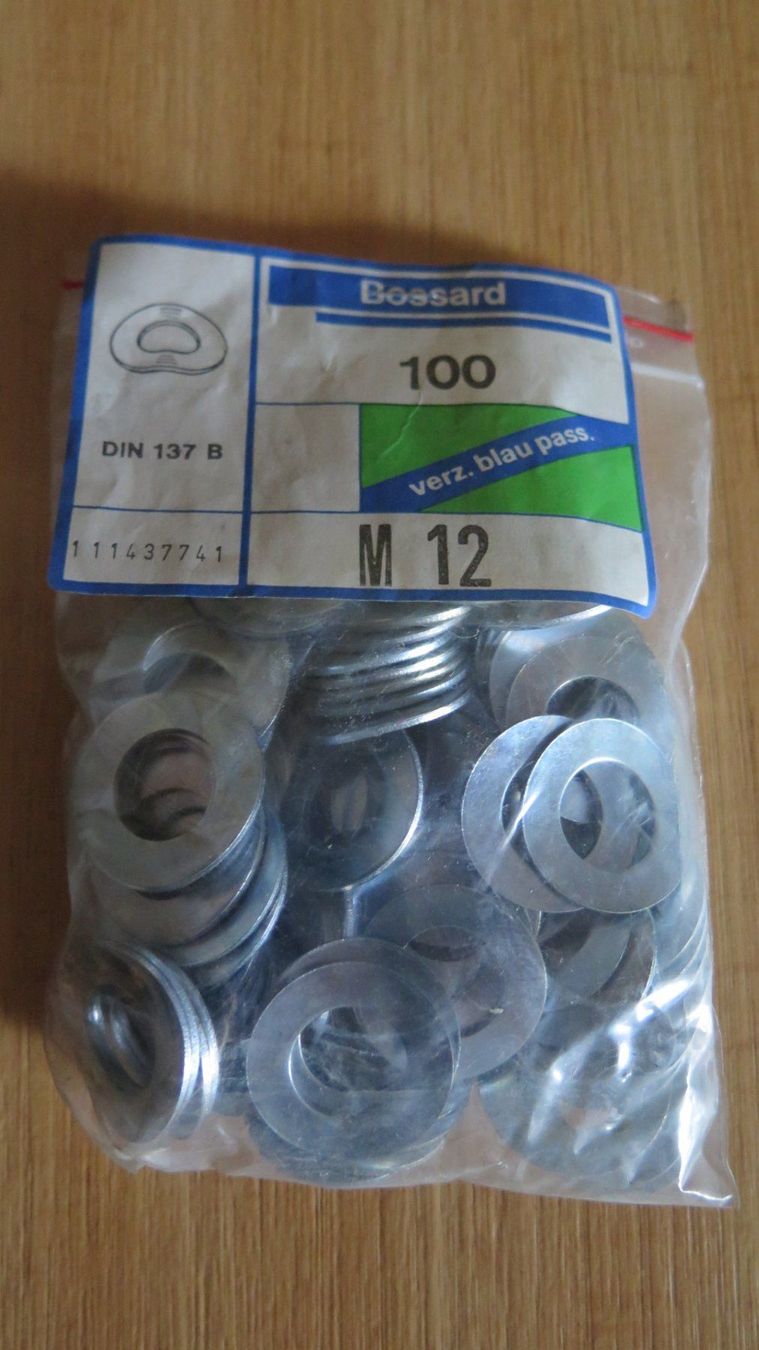 Bossard
100
DIN 137 B
verz. blau pass.
111437741
M 12